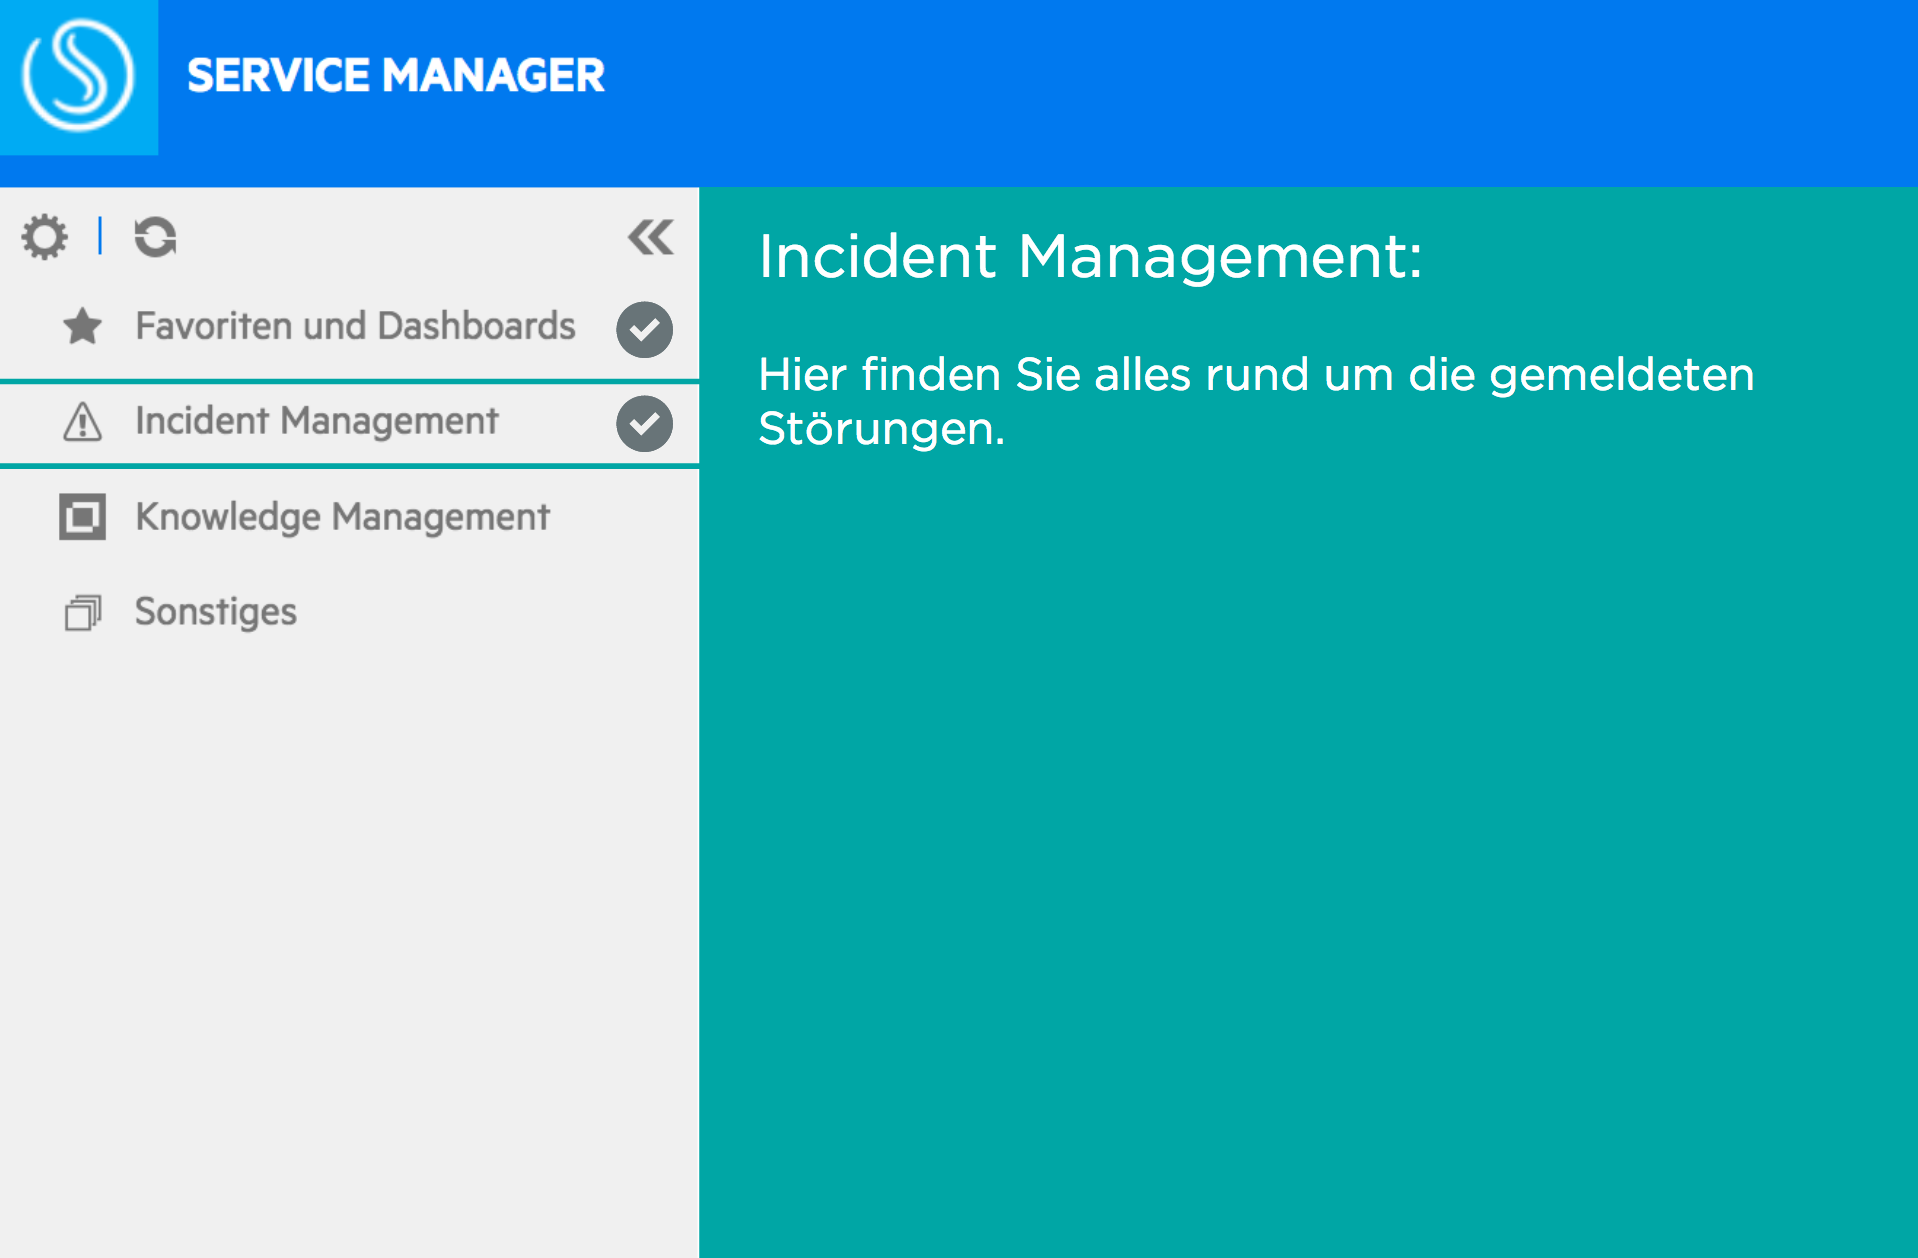 SERVICE MANAGER
Favoriten und Dashboards
Incident Management
Knowledge Management
Sonstiges
Incident Management:
Hier finden Sie alles rund um die gemeldeten
Störungen.